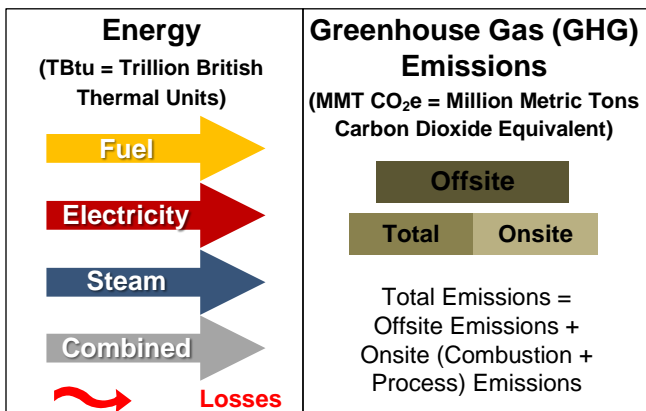 Energy
(TBtu = Trillion British
Thermal Units)
Fuel
Electricity
Steam
Combined
Losses
Greenhouse Gas (GHG)
Emissions
(MMT CO₂e = Million Metric Tons
Carbon Dioxide Equivalent)
Offsite
Total Onsite
Total Emissions =
Offsite Emissions +
Onsite (Combustion +
Process) Emissions